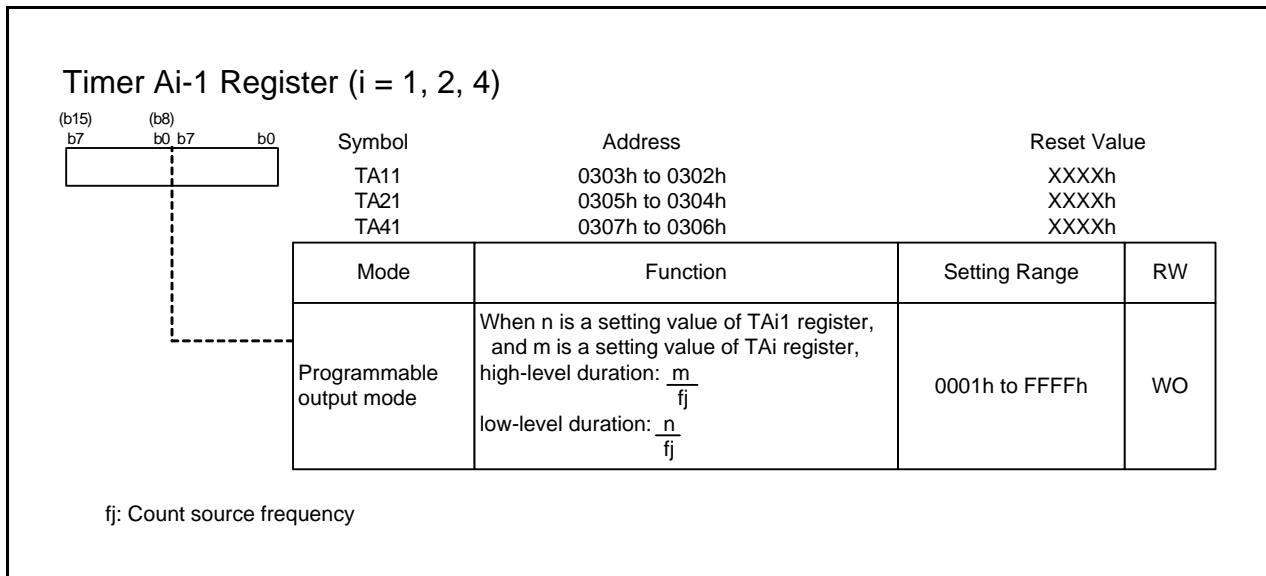 Timer Ai-1 Register (i = 1, 2, 4)
(b15) (b8)
b7 b0 b7 b0
Symbol Address Reset Value
TA11 0303h to 0302h XXXXh
TA21 0305h to 0304h XXXXh
TA41 0307h to 0306h XXXXh
Mode Function Setting Range RW
Programmable
output mode
When n is a setting value of TAi1 register,
and m is a setting value of TAi register,
high-level duration: m
fj
low-level duration: n
fj
0001h to FFFFh
WO
fj: Count source frequency